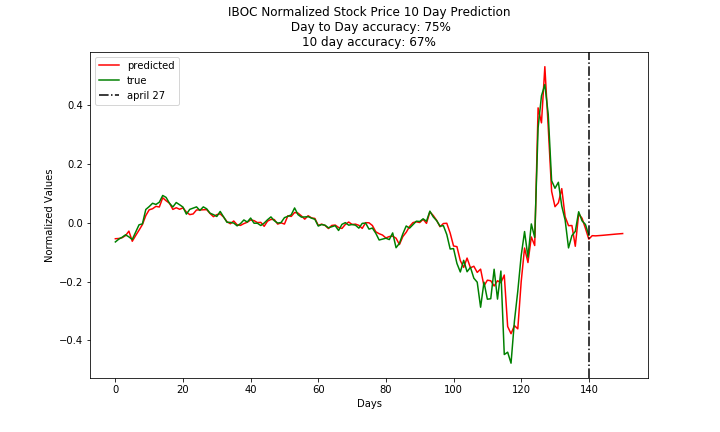 IBOC Normalized Stock Price 10 Day Prediction
Day to Day accuracy: 75%
10 day accuracy: 67%
predicted
true
april 27
Normalized Values
0.4
0.2
0.0
−0.2
−0.4
0 20 40 60 80 100 120 140
Days